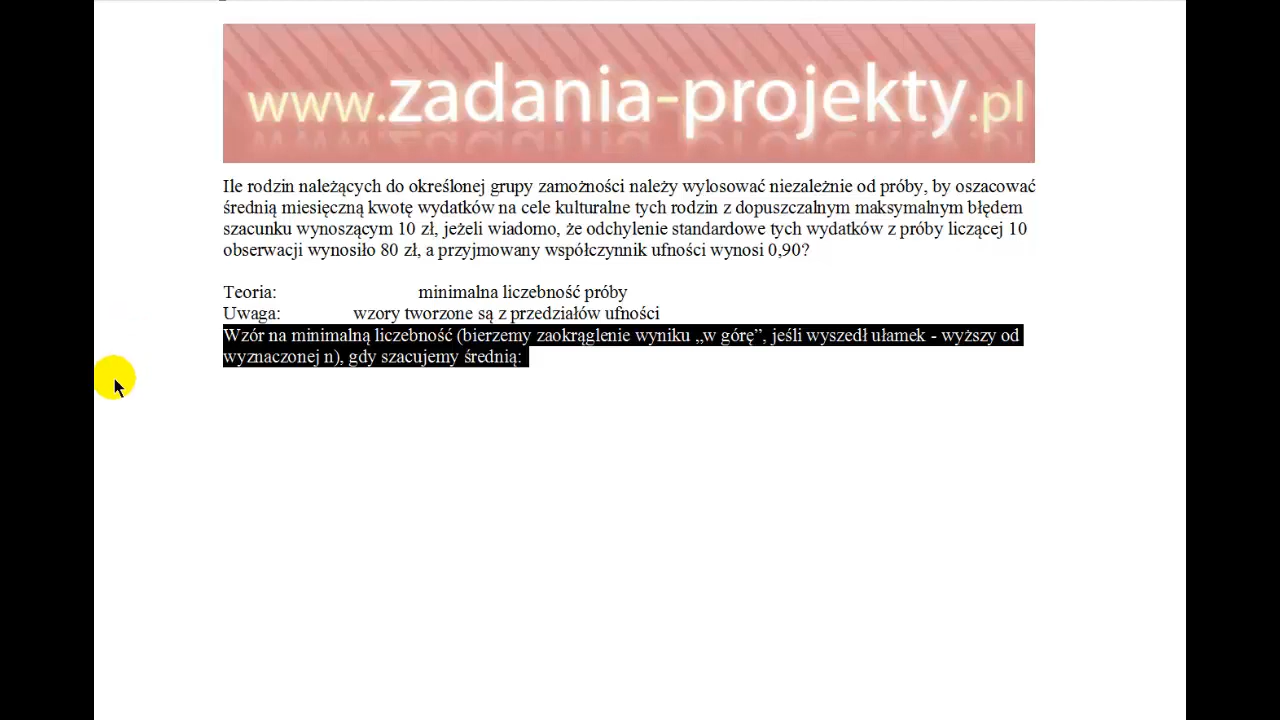 www.zadania-projekty.pl
Ile rodzin należących do określonej grupy zamożności należy wylosować niezależnie od próby, by oszacować
średnią miesięczną kwotę wydatków na cele kulturalne tych rodzin z dopuszczalnym maksymalnym błędem
szacunku wynoszącym 10 zł, jeżeli wiadomo, że odchylenie standardowe tych wydatków z próby liczącej 10
obserwacji wynosiło 80 zł, a przyjmowany współczynnik ufności wynosi 0,90?
Teoria: minimalna liczebność próby
Uwaga: wzory tworzone są z przedziałów ufności
Wzór na minimalną liczebność (bierzemy zaokrąglenie wyniku „w górę”, jeśli wyszedł ułamek - wyższy od
wyznaczonej n), gdy szacujemy średnią: